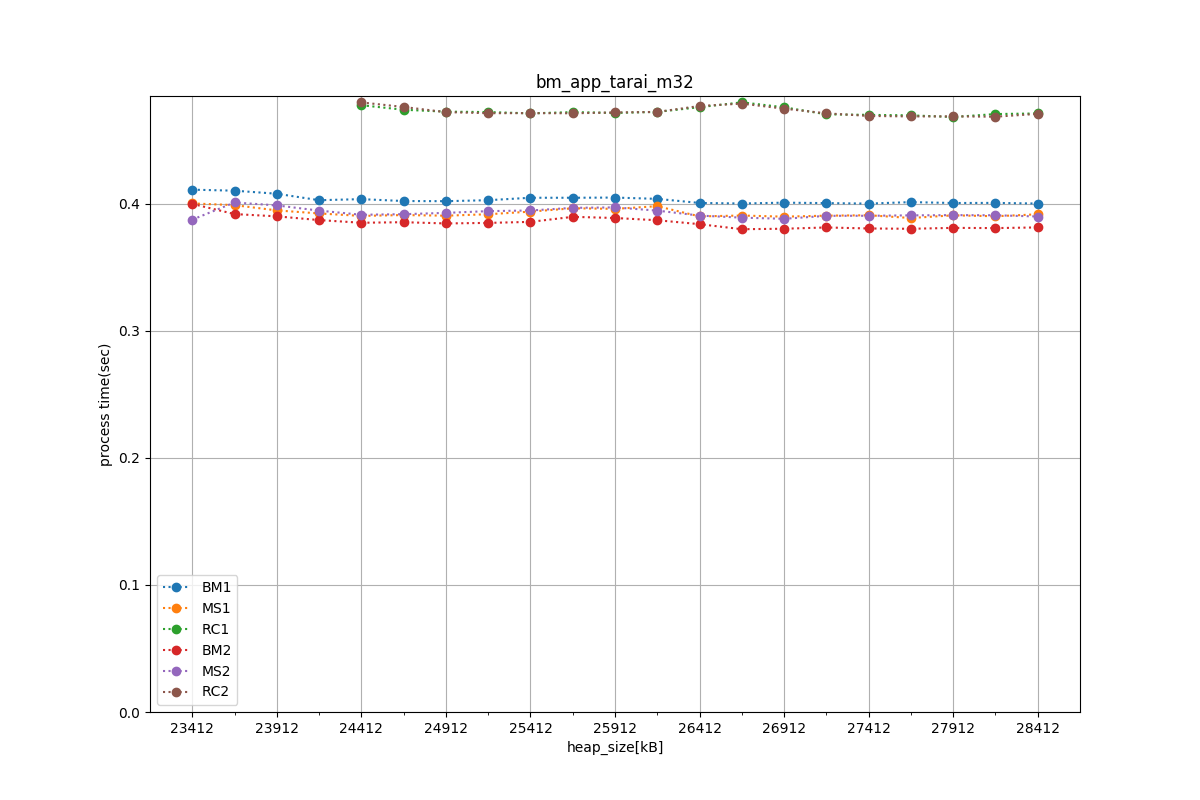 bm_app_tarai_m32
process time(sec)
0.4
0.3
0.2
0.1
0.0
BM1
MS1
RC1
BM2
MS2
RC2
23412 23912 24412 24912 25412 25912 26412 26912 27412 27912 28412
heap_size[kB]